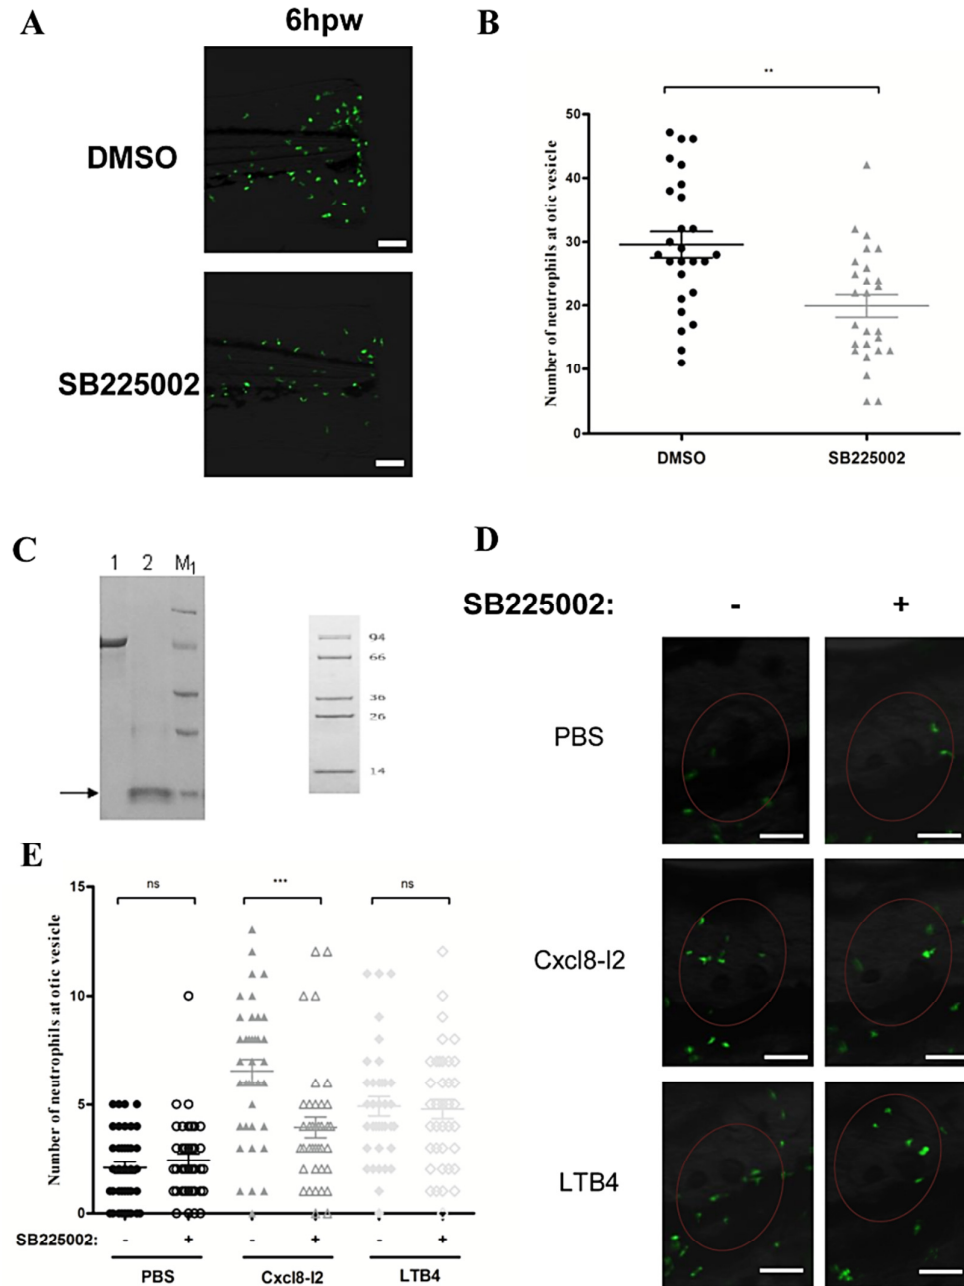 A
6hpw
DMSO
SB225002
B
**
Number of neutrophils at otic vesicle
50
40
30
20
10
0
DMSO
SB225002
C
1 2 M1
94
66
36
26
14
D
SB225002: - +
PBS
Cxcl8-l2
LTB4
E
ns
***
ns
Number of neutrophils at otic vesicle
15
10
5
0
SB225002: - + - + - +
PBS Cxcl8-l2 LTB4